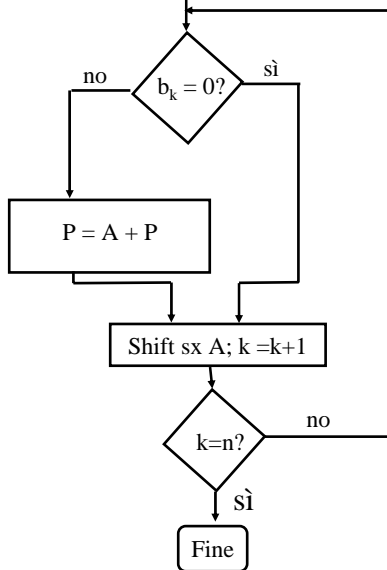 no
sì
b_k = 0?
P = A + P
Shift sx A; k =k+1
k=n?
no
sì
Fine